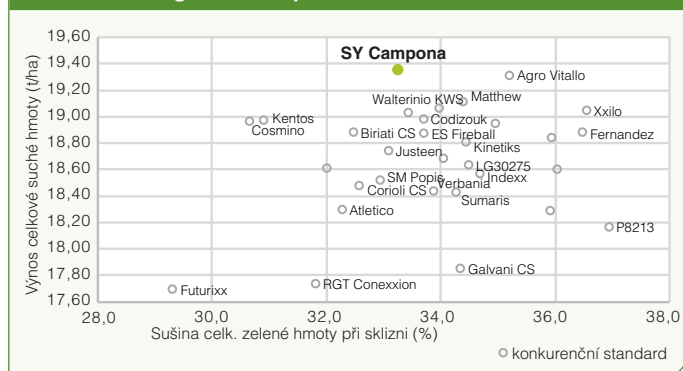 19,60
19,40
19,20
19,00
18,80
18,60
18,40
18,20
18,00
17,80
17,60
Výnos celkové suché hmoty (t/ha)
SY Campona
Agro Vitallo
Walterinio KWS
Matthew
Xxilo
Kentos
Cosmino
Codizouk
Biriati CS
ES Fireball
Fernandez
Kinetiks
Justeen
LG30275
Indexx
SM Popis
Verbania
Corioli CS
Sumaris
Atletico
P8213
Galvani CS
RGT Conexxion
Futurixx
28,0 30,0 32,0 34,0 36,0 38,0
Sušina celk. zelené hmoty při sklizni (%)
konkurenční standard